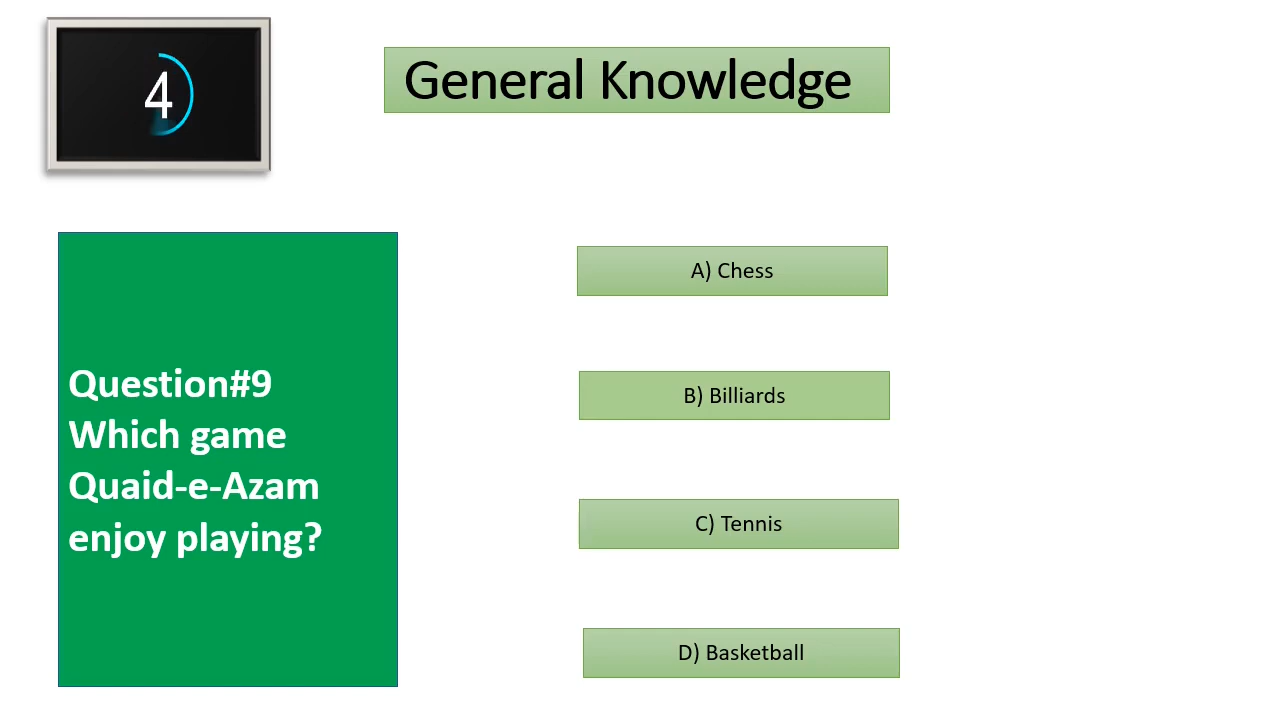 4
General Knowledge
Question#9
Which game
Quaid-e-Azam
enjoy playing?
A) Chess
B) Billiards
C) Tennis
D) Basketball